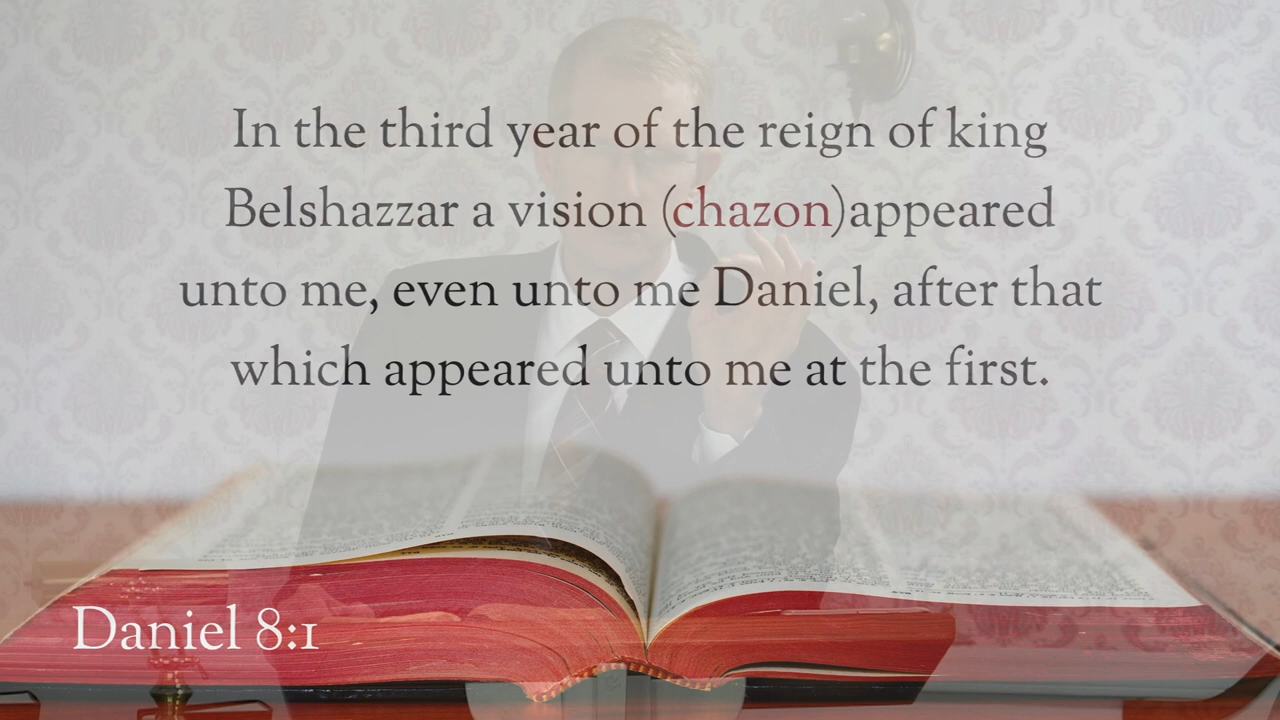 In the third year of the reign of king
Belshazzar a vision (chazon)appeared
unto me, even unto me Daniel, after that
which appeared unto me at the first.
Daniel 8:1